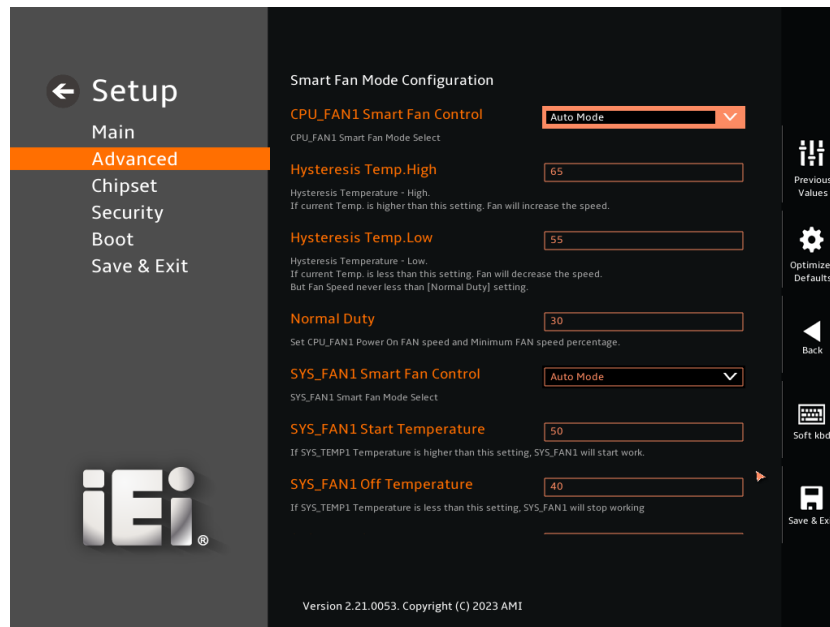 Setup
Main
Advanced
Chipset
Security
Boot
Save & Exit
iEi
®
Smart Fan Mode Configuration
CPU_FAN1 Smart Fan Control
Auto Mode
CPU_FAN1 Smart Fan Mode Select
Hysteresis Temp.High
65
Hysteresis Temperature - High.
If current Temp. is higher than this setting. Fan will increase the speed.
Hysteresis Temp.Low
55
Hysteresis Temperature - Low.
If current Temp. is less than this setting. Fan will decrease the speed.
But Fan Speed never less than [Normal Duty] setting.
Normal Duty
30
Set CPU_FAN1 Power On FAN speed and Minimum FAN speed percentage.
SYS_FAN1 Smart Fan Control
Auto Mode
SYS_FAN1 Smart Fan Mode Select
SYS_FAN1 Start Temperature
50
If SYS_TEMP1 Temperature is higher than this setting, SYS_FAN1 will start work.
SYS_FAN1 Off Temperature
40
If SYS_TEMP1 Temperature is less than this setting, SYS_FAN1 will stop working
Version 2.21.0053. Copyright (C) 2023 AMI
Previous
Values
Optimize
Defaults
Back
Soft kbd
Save & Ex